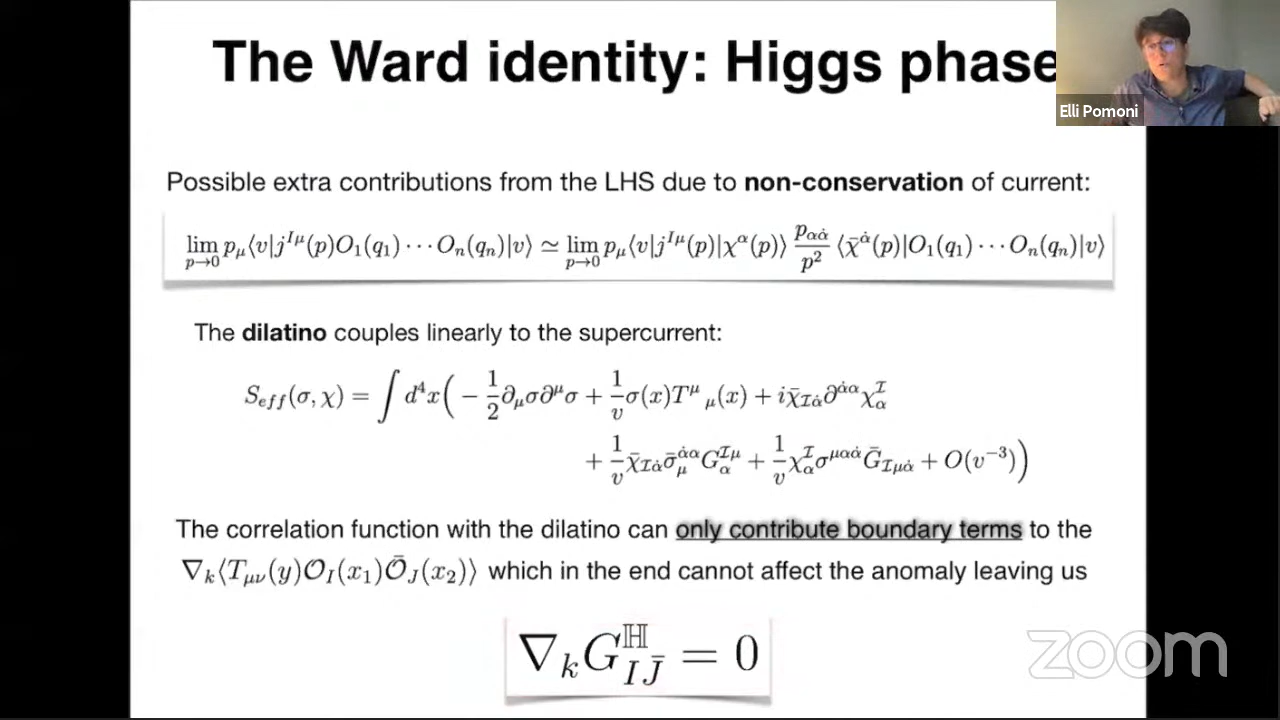 The Ward identity: Higgs phase
Elli Pomoni
Possible extra contributions from the LHS due to non-conservation of current:
lim_{p→0} p_μ⟨v|j^{Iμ}(p)O_1(q_1)···O_n(q_n)|v⟩ ≃ lim_{p→0} p_μ⟨v|j^{Iμ}(p)|χ^α(p)⟩ p_{αα̇}/p² ⟨χ̄^{α̇}(p)|O_1(q_1)···O_n(q_n)|v⟩
The dilatino couples linearly to the supercurrent:
S_{eff}(σ, χ) = ∫ d⁴x( − 1/2 ∂_μσ∂^μσ + 1/v σ(x)T^μ_μ(x) + iχ̄_{ℐα̇}∂^{α̇α}χ^ℐ_α
+ 1/v χ̄_{ℐα̇}σ̄_μ^{α̇α}G_α^{ℐμ} + 1/v χ^ℐ_ασ^{μαα̇}Ḡ_{ℐμα̇} + O(v^{−3}))
The correlation function with the dilatino can only contribute boundary terms to the
∇_k⟨T_{μν}(y)𝒪_I(x_1)𝒪̄_J(x_2)⟩ which in the end cannot affect the anomaly leaving us
∇_k G^ℍ_{IJ̄} = 0
zoom